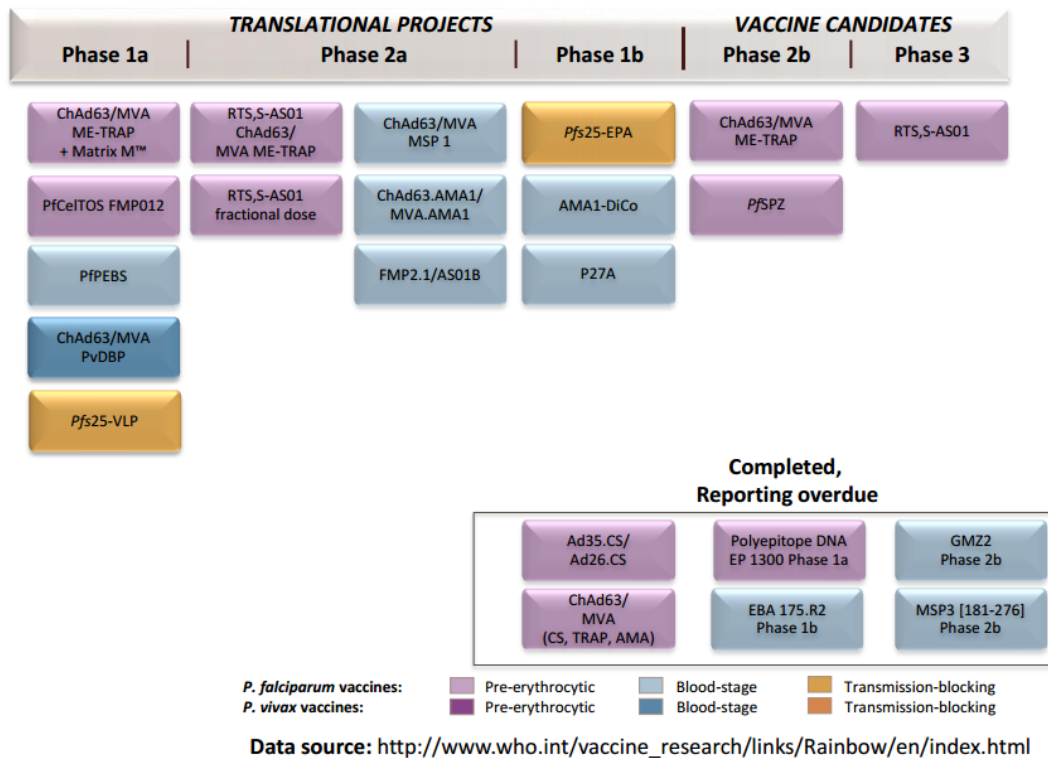 TRANSLATIONAL PROJECTS
VACCINE CANDIDATES
Phase 1a
Phase 2a
Phase 1b
Phase 2b
Phase 3
ChAd63/MVA
ME-TRAP
+ Matrix M™
PfCelTOS FMP012
PfPEBS
ChAd63/MVA
PvDBP
Pfs25-VLP
RTS,S-AS01
ChAd63/
MVA ME-TRAP
RTS,S-AS01
fractional dose
ChAd63/MVA
MSP 1
ChAd63.AMA1/
MVA.AMA1
FMP2.1/AS01B
Pfs25-EPA
AMA1-DiCo
P27A
ChAd63/MVA
ME-TRAP
PfSPZ
RTS,S-AS01
Completed,
Reporting overdue
Ad35.CS/
Ad26.CS
ChAd63/
MVA
(CS, TRAP, AMA)
Polyepitope DNA
EP 1300 Phase 1a
EBA 175.R2
Phase 1b
GMZ2
Phase 2b
MSP3 [181-276]
Phase 2b
P. falciparum vaccines: Pre-erythrocytic Blood-stage Transmission-blocking
P. vivax vaccines: Pre-erythrocytic Blood-stage Transmission-blocking
Data source: http://www.who.int/vaccine_research/links/Rainbow/en/index.html